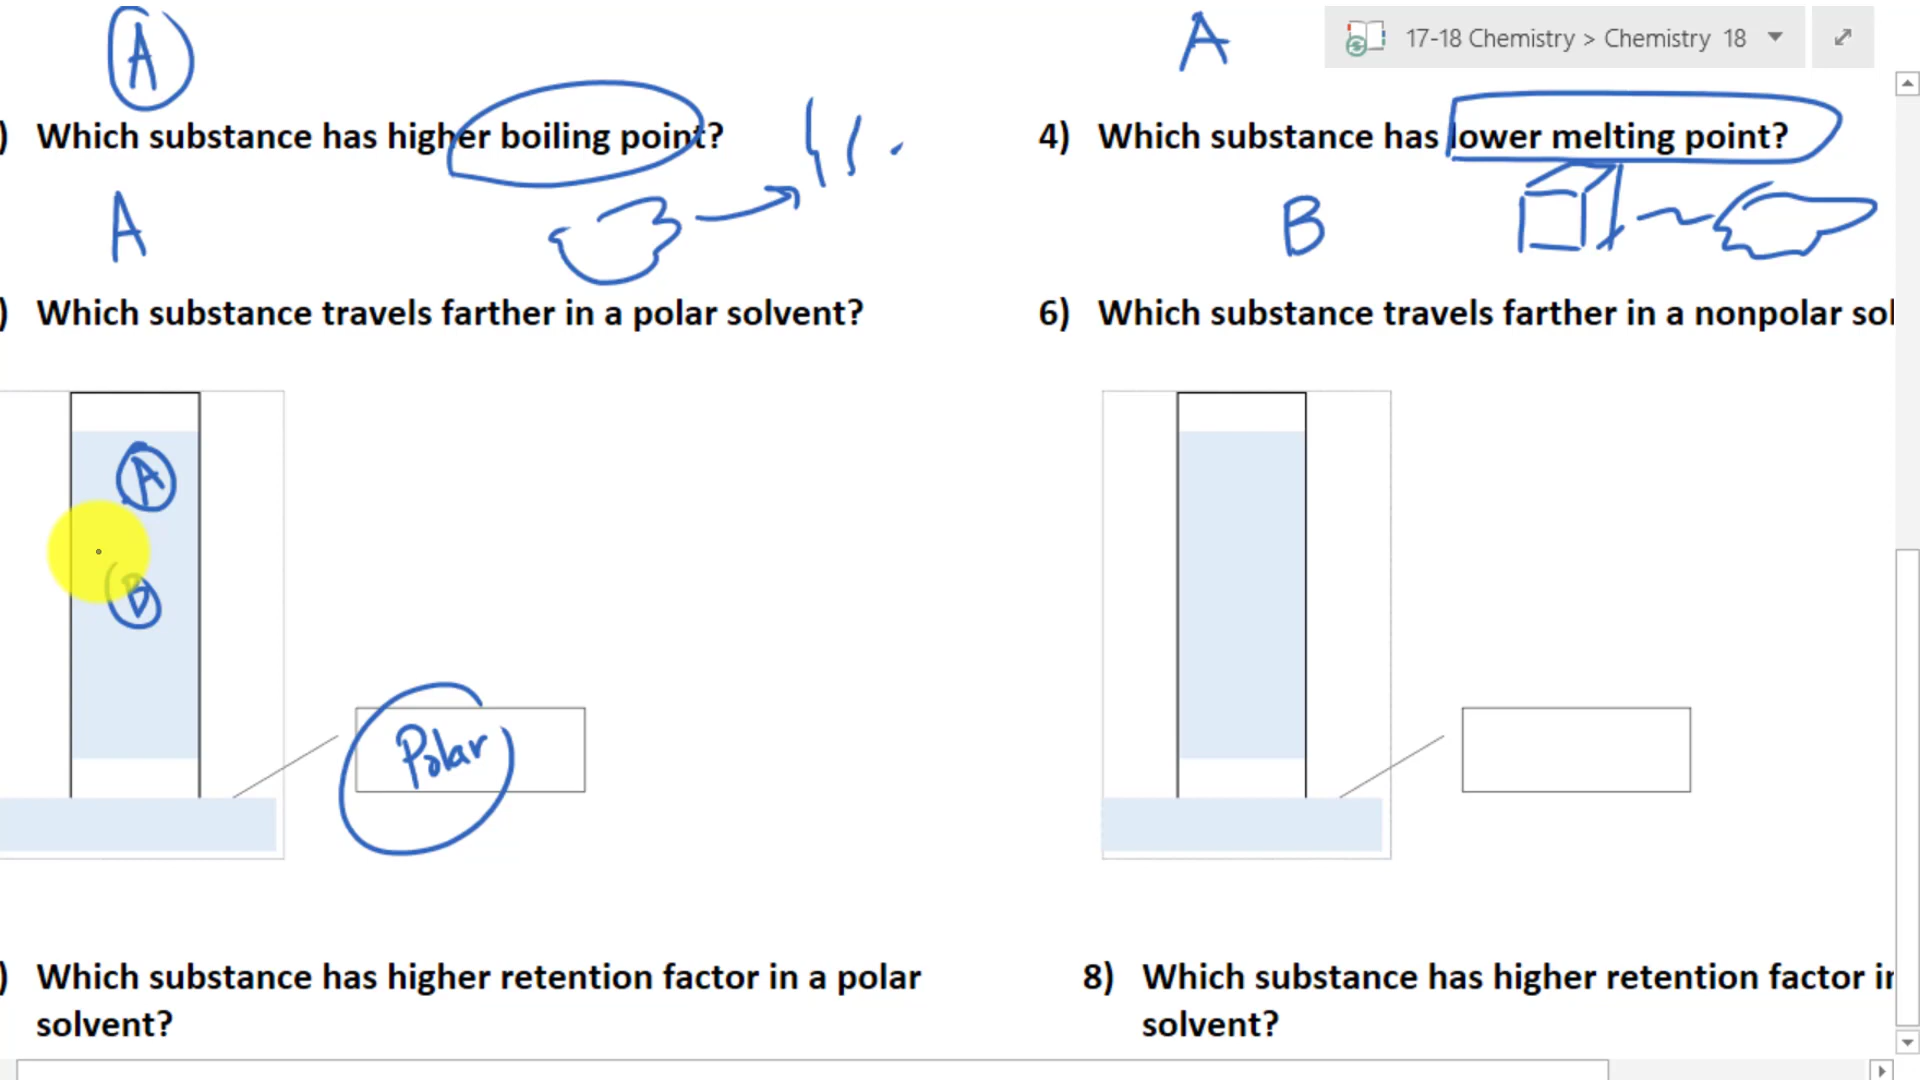 A
A
17-18 Chemistry > Chemistry 18
) Which substance has higher boiling point?
4) Which substance has lower melting point?
A
B
) Which substance travels farther in a polar solvent?
6) Which substance travels farther in a nonpolar sol
A
B
Polar
) Which substance has higher retention factor in a polar
solvent?
8) Which substance has higher retention factor in
solvent?